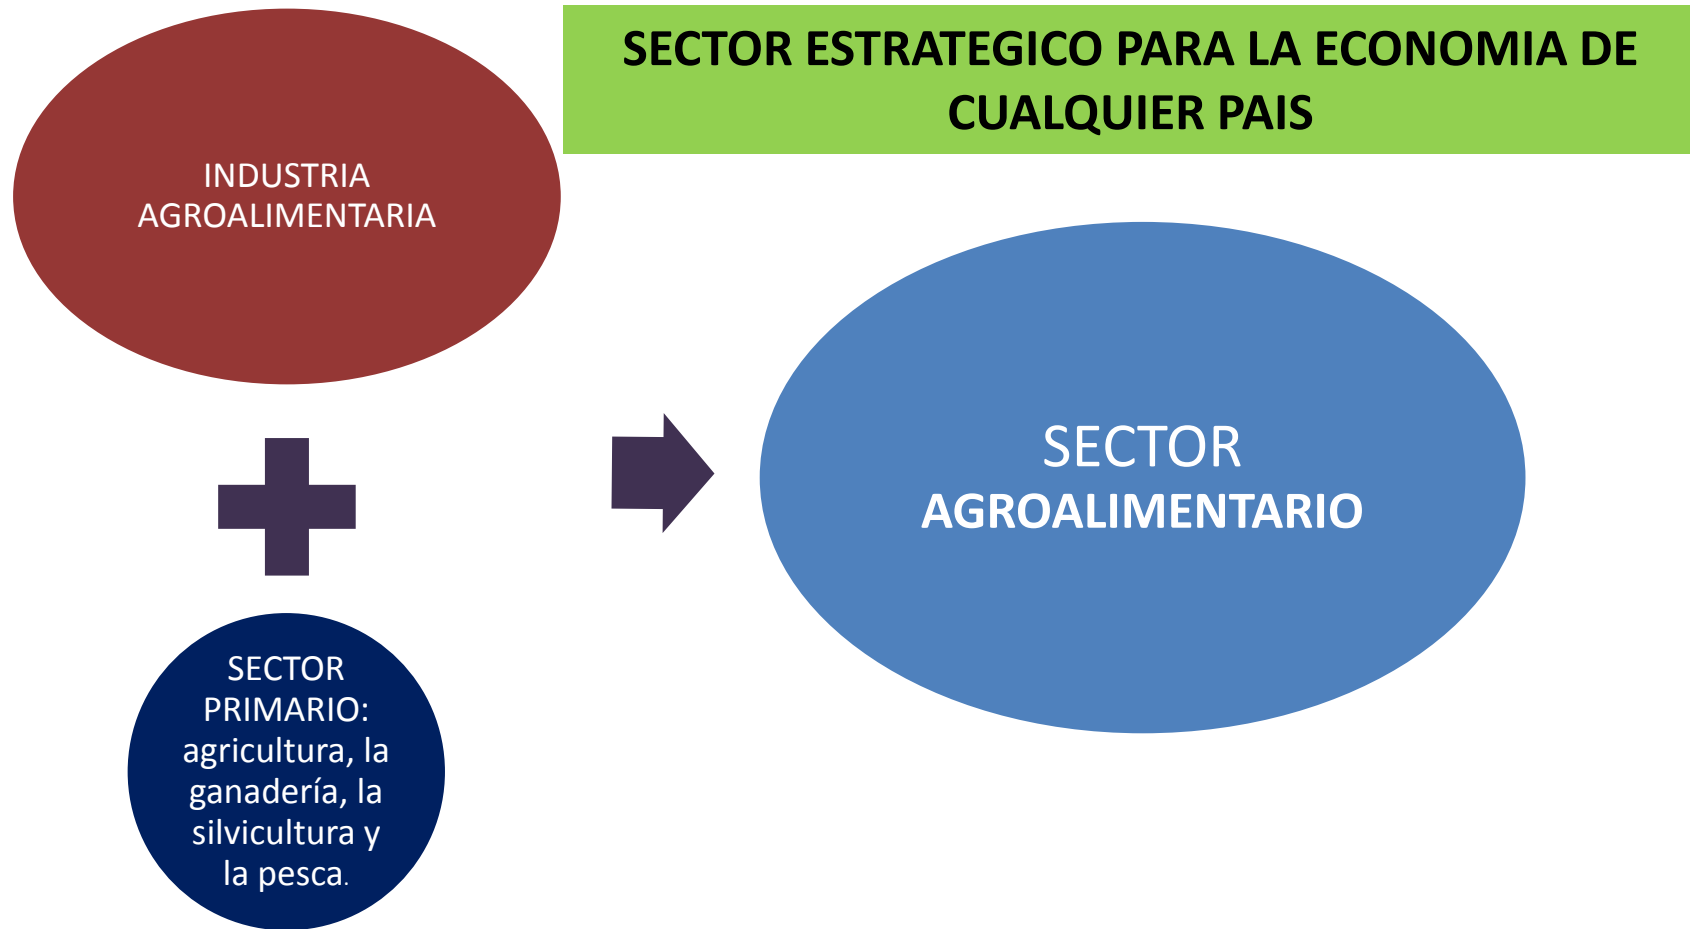 SECTOR ESTRATEGICO PARA LA ECONOMIA DE
CUALQUIER PAIS
INDUSTRIA
AGROALIMENTARIA
SECTOR
AGROALIMENTARIO
SECTOR
PRIMARIO:
agricultura, la
ganadería, la
silvicultura y
la pesca.